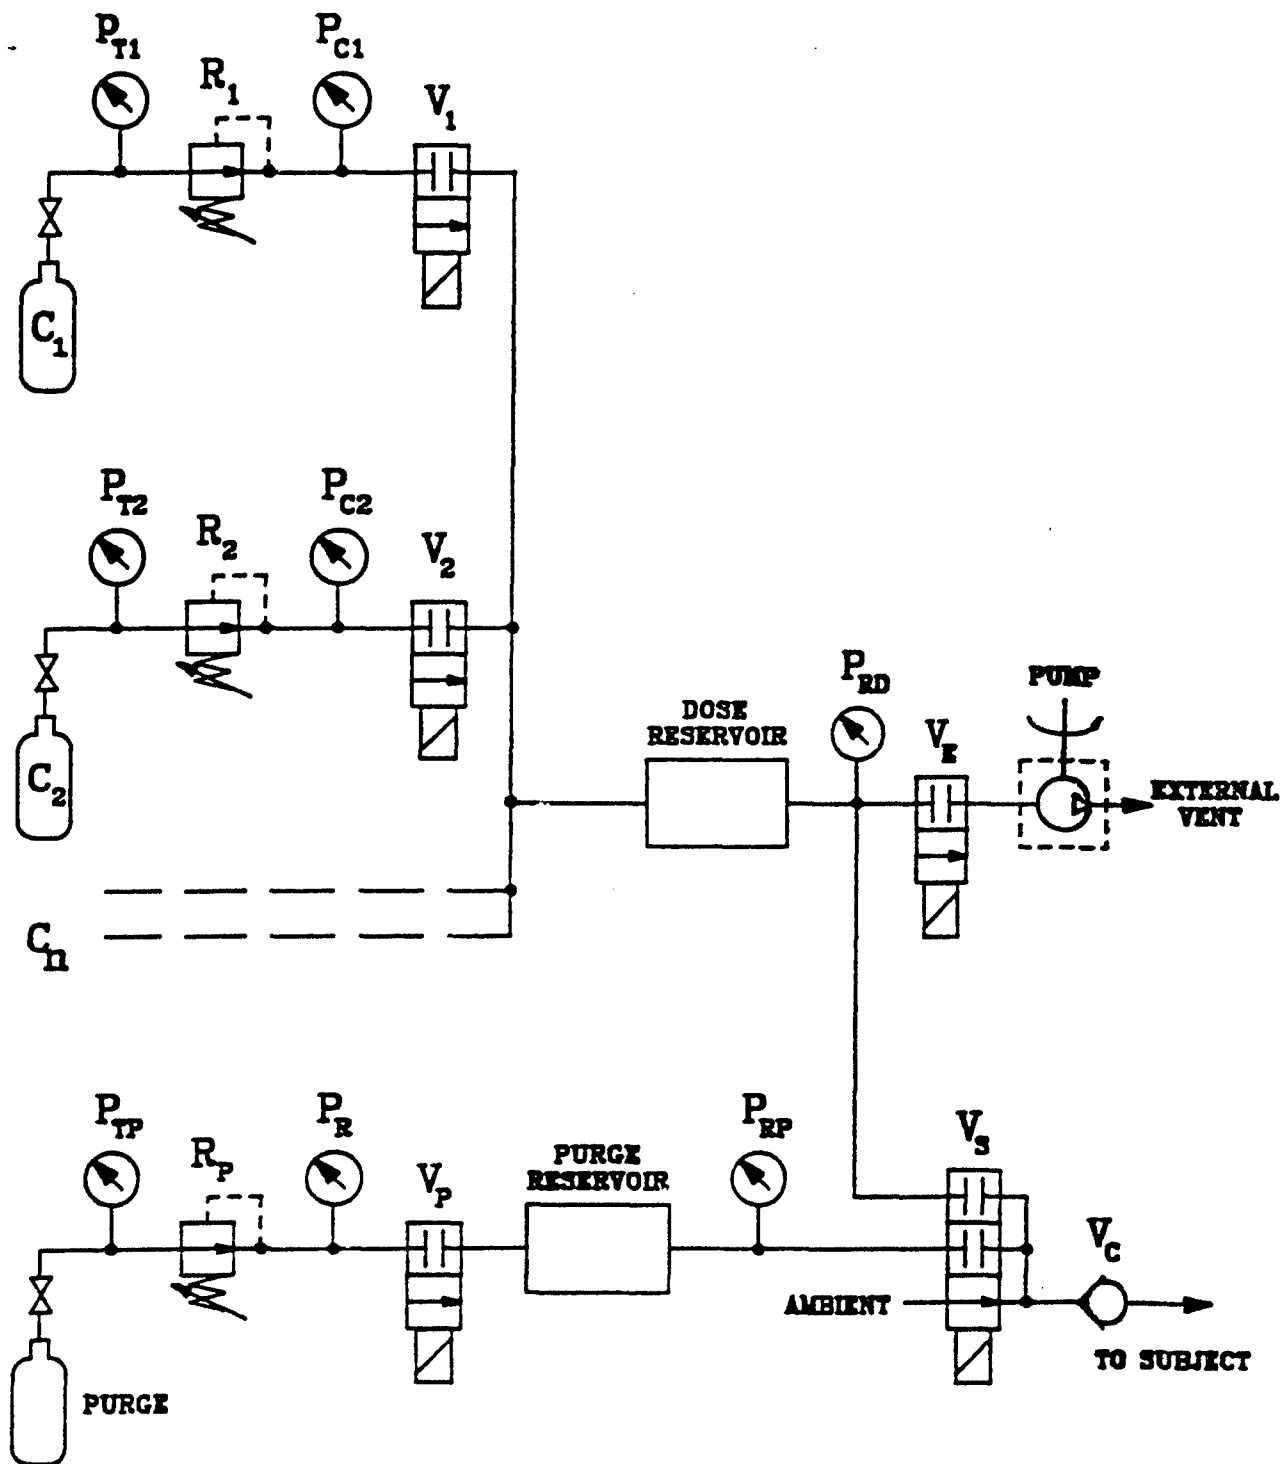 PT1
PC1
R1
V1
C1
PT2
PC2
R2
V2
C2
PRD
PUMP
DOSE
RESERVOIR
VE
EXTERNAL
VENT
Cn
PTP
PR
PRP
VS
RP
VP
PURGE
RESERVOIR
VC
AMBIENT
TO SUBJECT
PURGE